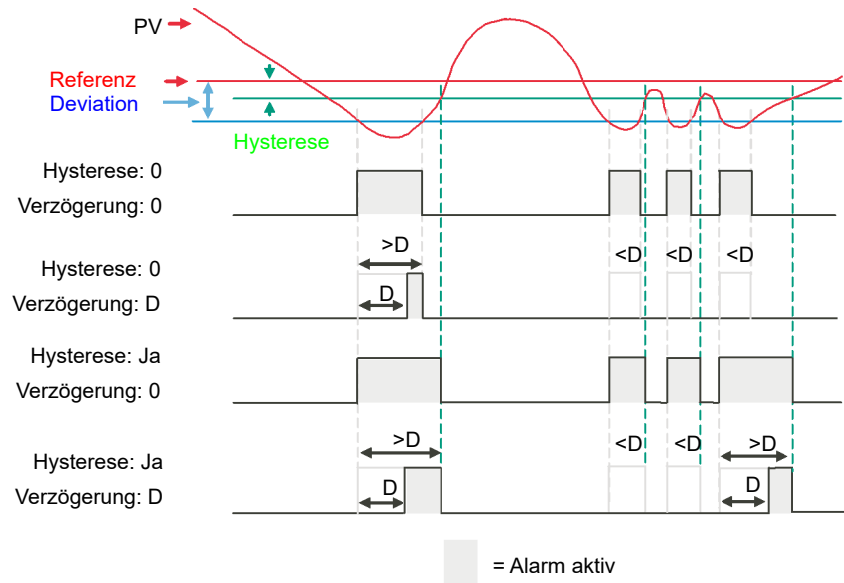 PV
Referenz
Deviation
Hysterese
Hysterese: 0
Verzögerung: 0
>D
<D <D <D
Hysterese: 0
D
Verzögerung: D
Hysterese: Ja
Verzögerung: 0
>D <D <D >D
Hysterese: Ja
D D
Verzögerung: D
= Alarm aktiv